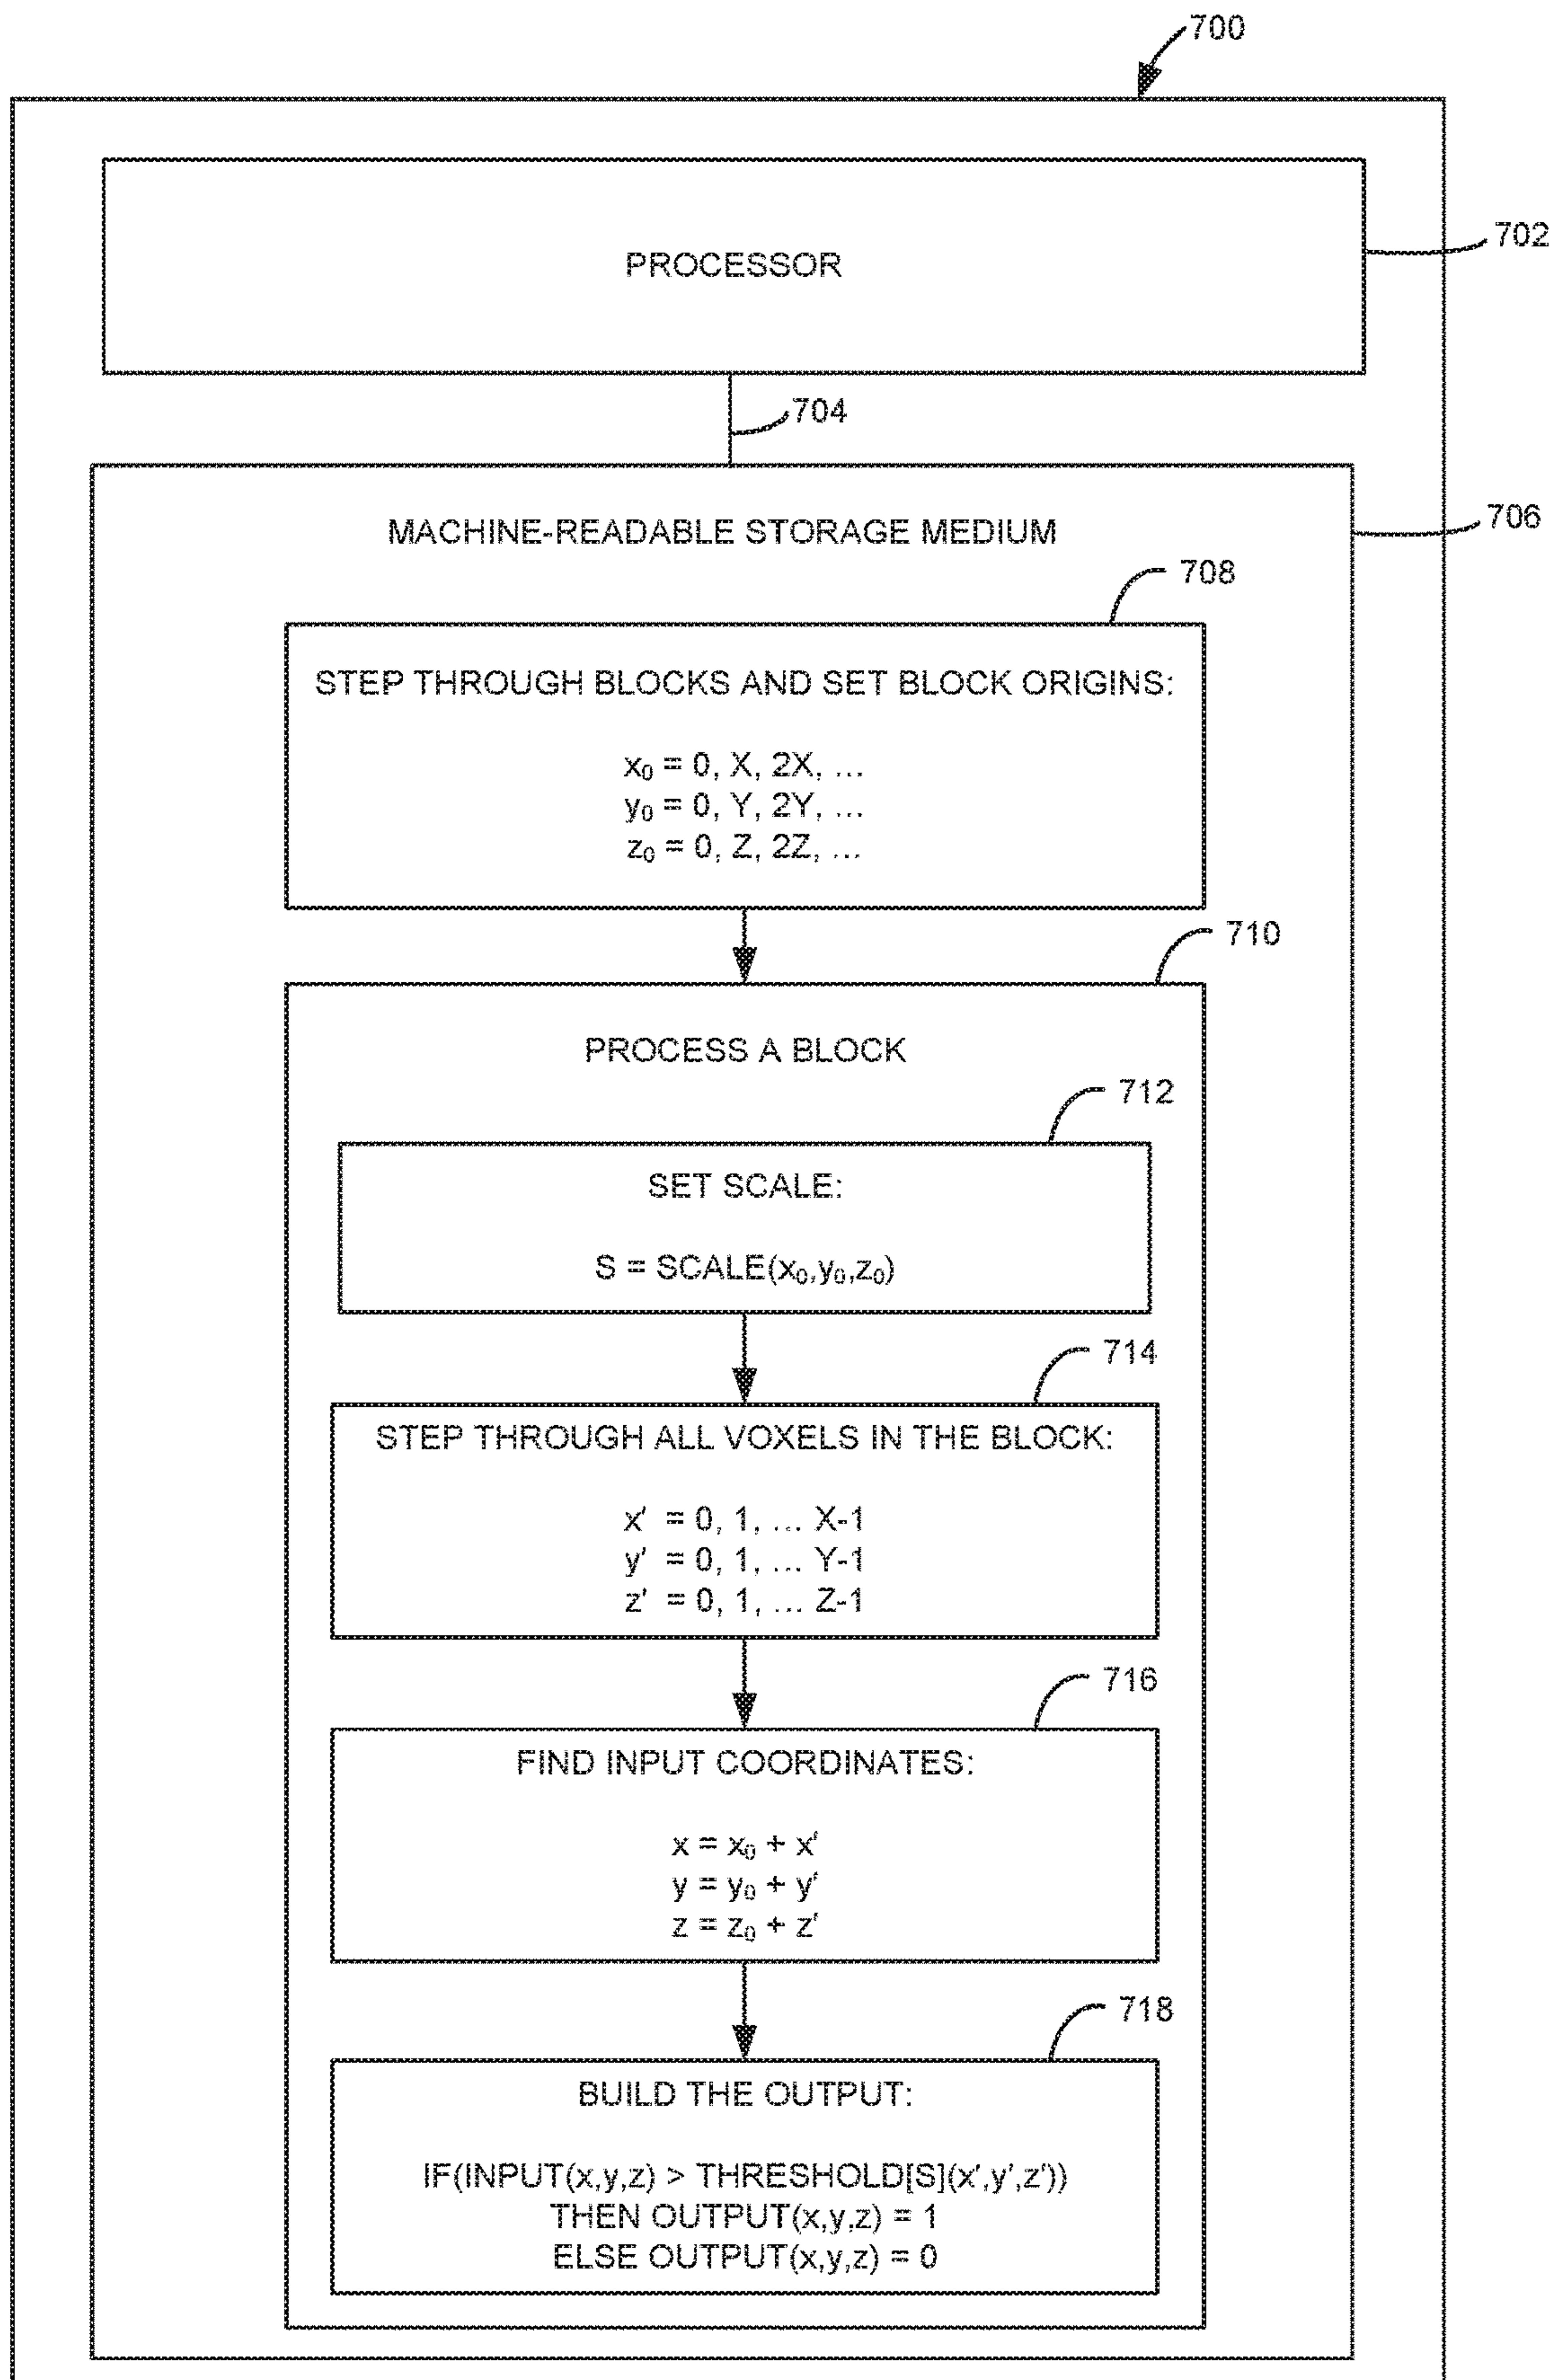 700
PROCESSOR
702
704
MACHINE-READABLE STORAGE MEDIUM
706
708
STEP THROUGH BLOCKS AND SET BLOCK ORIGINS:
x₀ = 0, X, 2X, ...
y₀ = 0, Y, 2Y, ...
z₀ = 0, Z, 2Z, ...
710
PROCESS A BLOCK
712
SET SCALE:
S = SCALE(x₀,y₀,z₀)
714
STEP THROUGH ALL VOXELS IN THE BLOCK:
x′ = 0, 1, ... X-1
y′ = 0, 1, ... Y-1
z′ = 0, 1, ... Z-1
716
FIND INPUT COORDINATES:
x = x₀ + x′
y = y₀ + y′
z = z₀ + z′
718
BUILD THE OUTPUT:
IF(INPUT(x,y,z) > THRESHOLD[S](x′,y′,z′))
THEN OUTPUT(x,y,z) = 1
ELSE OUTPUT(x,y,z) = 0